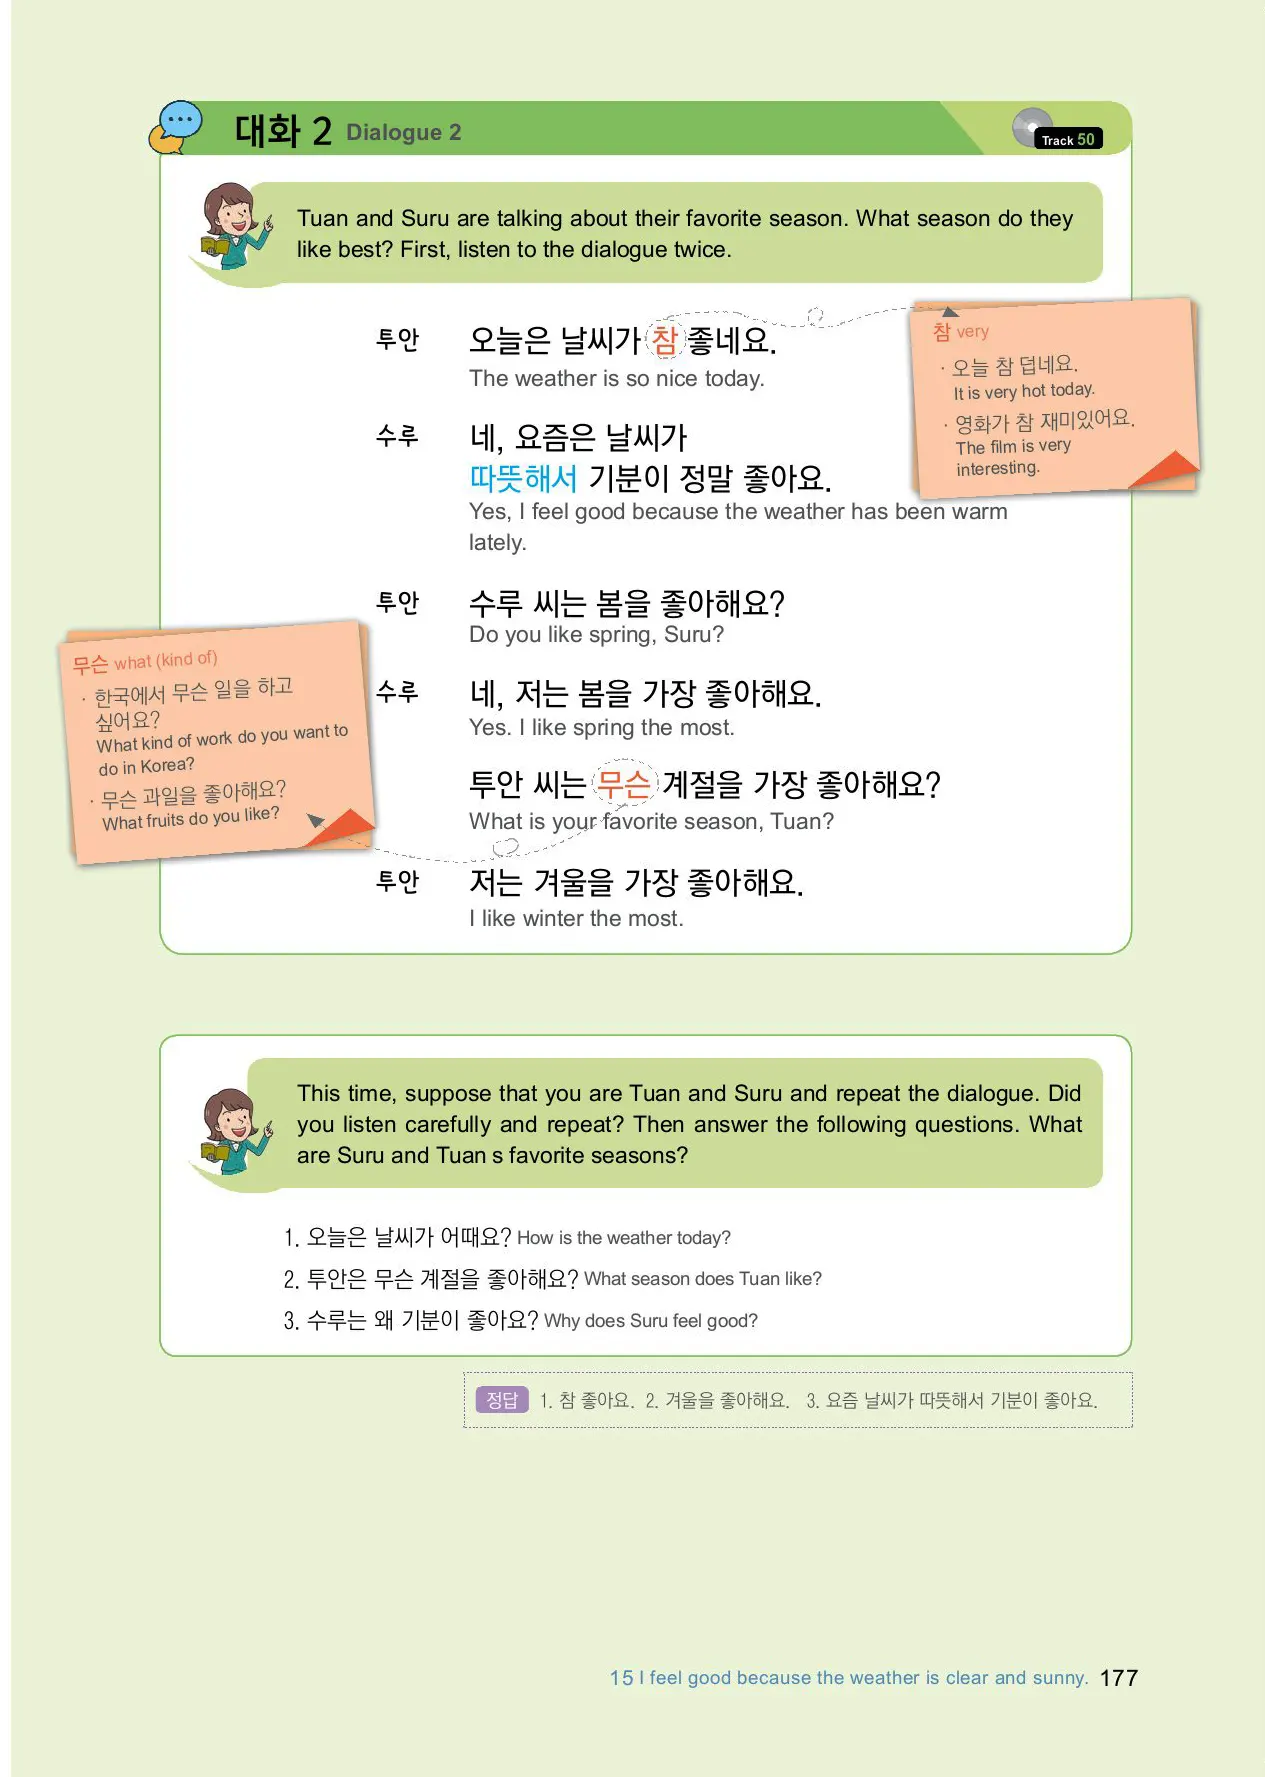 대화 2 Dialogue 2
Track 50
Tuan and Suru are talking about their favorite season. What season do they
like best? First, listen to the dialogue twice.
투안 오늘은 날씨가 참 좋네요.
The weather is so nice today.
참 very
· 오늘 참 덥네요.
It is very hot today.
· 영화가 참 재미있어요.
The film is very
interesting.
수루 네, 요즘은 날씨가
따뜻해서 기분이 정말 좋아요.
Yes, I feel good because the weather has been warm
lately.
투안 수루 씨는 봄을 좋아해요?
Do you like spring, Suru?
무슨 what (kind of)
· 한국에서 무슨 일을 하고
싶어요?
What kind of work do you want to
do in Korea?
· 무슨 과일을 좋아해요?
What fruits do you like?
수루 네, 저는 봄을 가장 좋아해요.
Yes. I like spring the most.
투안 씨는 무슨 계절을 가장 좋아해요?
What is your favorite season, Tuan?
투안 저는 겨울을 가장 좋아해요.
I like winter the most.
This time, suppose that you are Tuan and Suru and repeat the dialogue. Did
you listen carefully and repeat? Then answer the following questions. What
are Suru and Tuan s favorite seasons?
1. 오늘은 날씨가 어때요? How is the weather today?
2. 투안은 무슨 계절을 좋아해요? What season does Tuan like?
3. 수루는 왜 기분이 좋아요? Why does Suru feel good?
정답 1. 참 좋아요. 2. 겨울을 좋아해요. 3. 요즘 날씨가 따뜻해서 기분이 좋아요.
15 I feel good because the weather is clear and sunny. 177